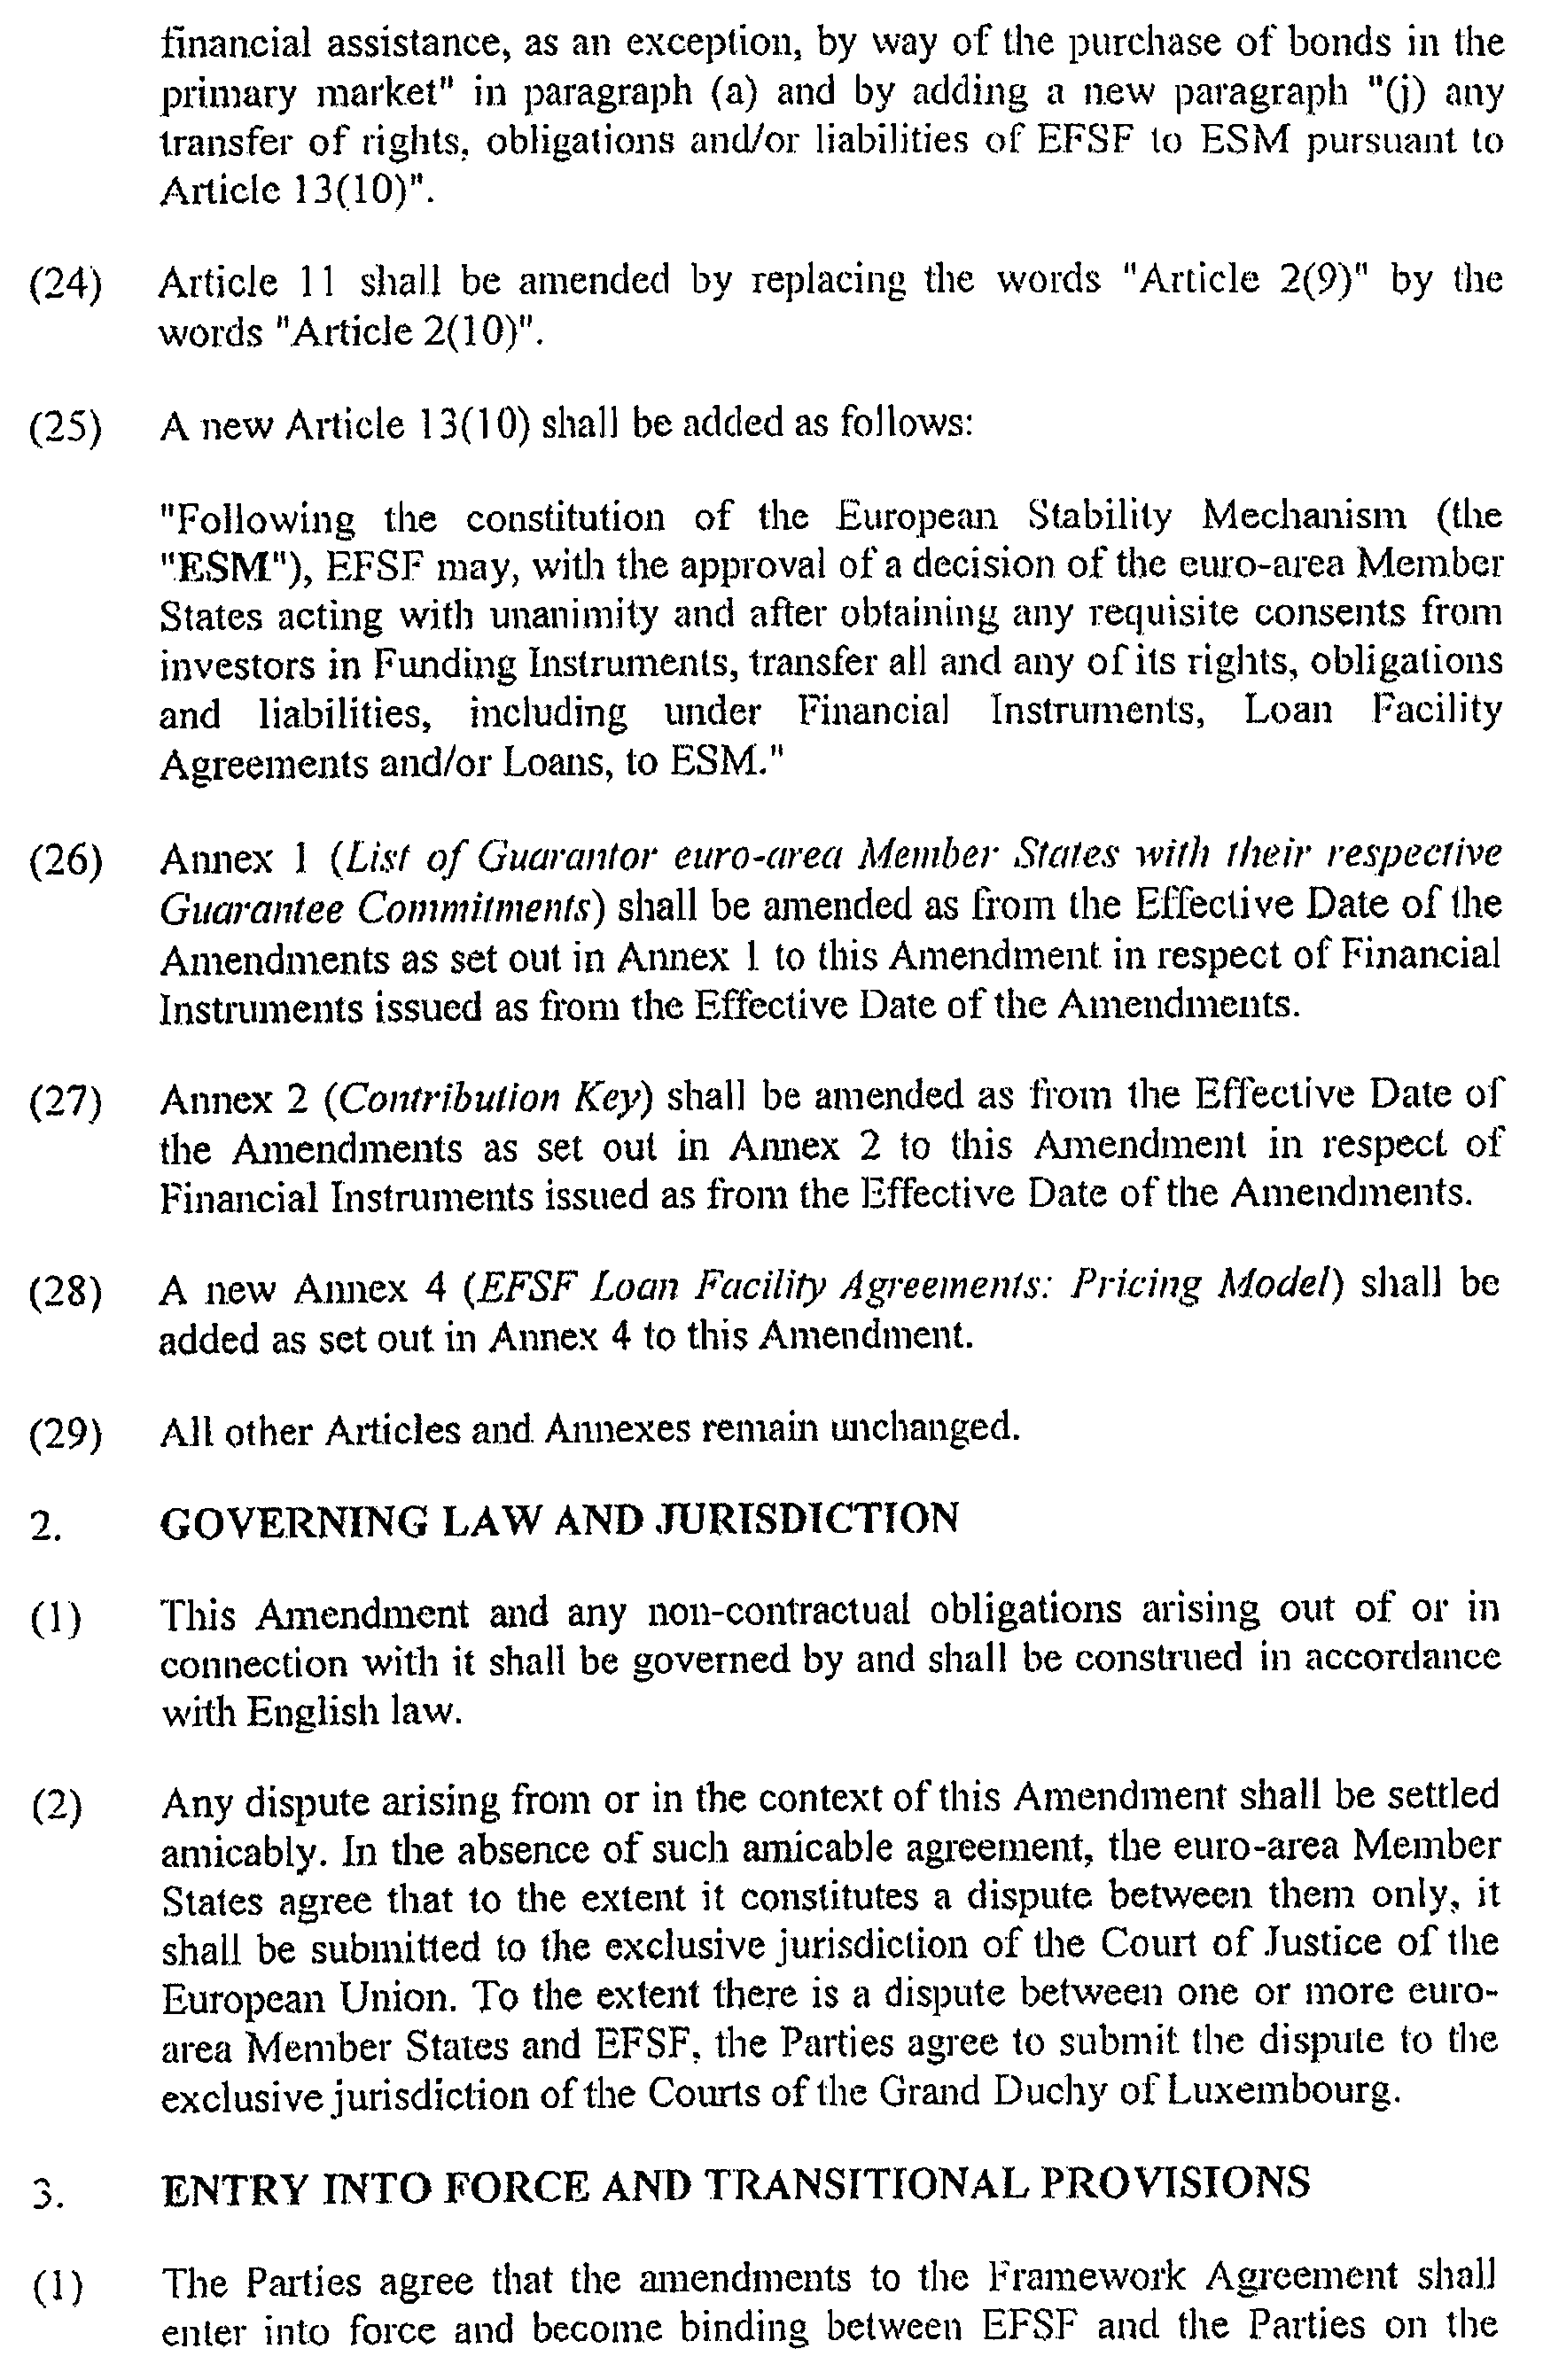 financial assistance, as an exception, by way of the purchase of bonds in the
primary market" in paragraph (a) and by adding a new paragraph "(j) any
transfer of rights, obligations and/or liabilities of EFSF to ESM pursuant to
Article 13(10)".
(24) Article 11 shall be amended by replacing the words "Article 2(9)" by the
words "Article 2(10)".
(25) A new Article 13(10) shall be added as follows:
"Following the constitution of the European Stability Mechanism (the
"ESM"), EFSF may, with the approval of a decision of the euro-area Member
States acting with unanimity and after obtaining any requisite consents from
investors in Funding Instruments, transfer all and any of its rights, obligations
and liabilities, including under Financial Instruments, Loan Facility
Agreements and/or Loans, to ESM."
(26) Annex 1 (List of Guarantor euro-area Member States with their respective
Guarantee Commitments) shall be amended as from the Effective Date of the
Amendments as set out in Annex 1 to this Amendment in respect of Financial
Instruments issued as from the Effective Date of the Amendments.
(27) Annex 2 (Contribution Key) shall be amended as from the Effective Date of
the Amendments as set out in Annex 2 to this Amendment in respect of
Financial Instruments issued as from the Effective Date of the Amendments.
(28) A new Annex 4 (EFSF Loan Facility Agreements: Pricing Model) shall be
added as set out in Annex 4 to this Amendment.
(29) All other Articles and Annexes remain unchanged.
2. GOVERNING LAW AND JURISDICTION
(1) This Amendment and any non-contractual obligations arising out of or in
connection with it shall be governed by and shall be construed in accordance
with English law.
(2) Any dispute arising from or in the context of this Amendment shall be settled
amicably. In the absence of such amicable agreement, the euro-area Member
States agree that to the extent it constitutes a dispute between them only, it
shall be submitted to the exclusive jurisdiction of the Court of Justice of the
European Union. To the extent there is a dispute between one or more euro-
area Member States and EFSF, the Parties agree to submit the dispute to the
exclusive jurisdiction of the Courts of the Grand Duchy of Luxembourg.
3. ENTRY INTO FORCE AND TRANSITIONAL PROVISIONS
(1) The Parties agree that the amendments to the Framework Agreement shall
enter into force and become binding between EFSF and the Parties on the